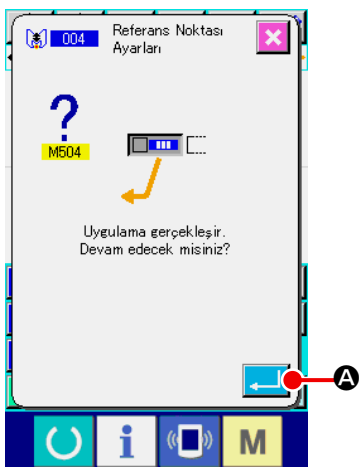 004
Referans Noktası
Ayarları
?
M504
Uygulama gerçekleşir.
Devam edecek misiniz?
A
i
M